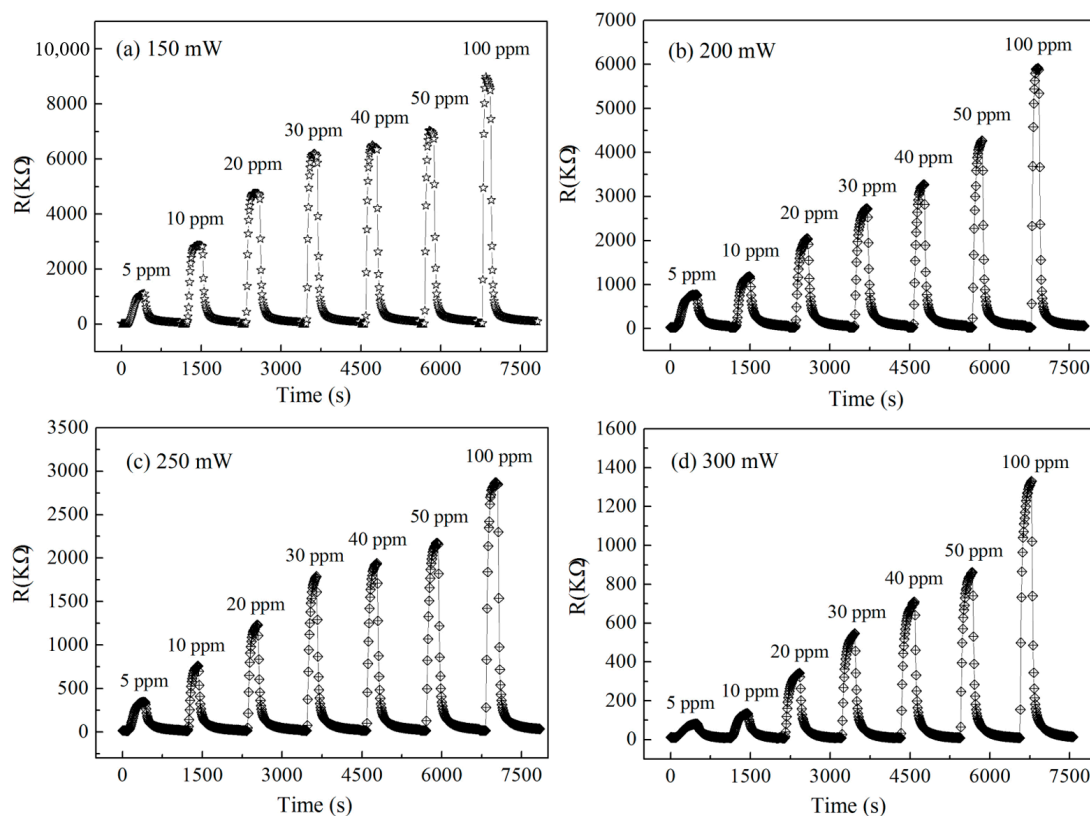 (a) 150 mW
10,000
8000
6000
4000
2000
0
R(KΩ)
5 ppm
10 ppm
20 ppm
30 ppm
40 ppm
50 ppm
100 ppm
0 1500 3000 4500 6000 7500
Time (s)
(b) 200 mW
7000
6000
5000
4000
3000
2000
1000
0
R(KΩ)
5 ppm
10 ppm
20 ppm
30 ppm
40 ppm
50 ppm
100 ppm
0 1500 3000 4500 6000 7500
Time (s)
(c) 250 mW
3500
3000
2500
2000
1500
1000
500
0
R(KΩ)
5 ppm
10 ppm
20 ppm
30 ppm
40 ppm
50 ppm
100 ppm
0 1500 3000 4500 6000 7500
Time (s)
(d) 300 mW
1600
1400
1200
1000
800
600
400
200
0
R(KΩ)
5 ppm
10 ppm
20 ppm
30 ppm
40 ppm
50 ppm
100 ppm
0 1500 3000 4500 6000 7500
Time (s)